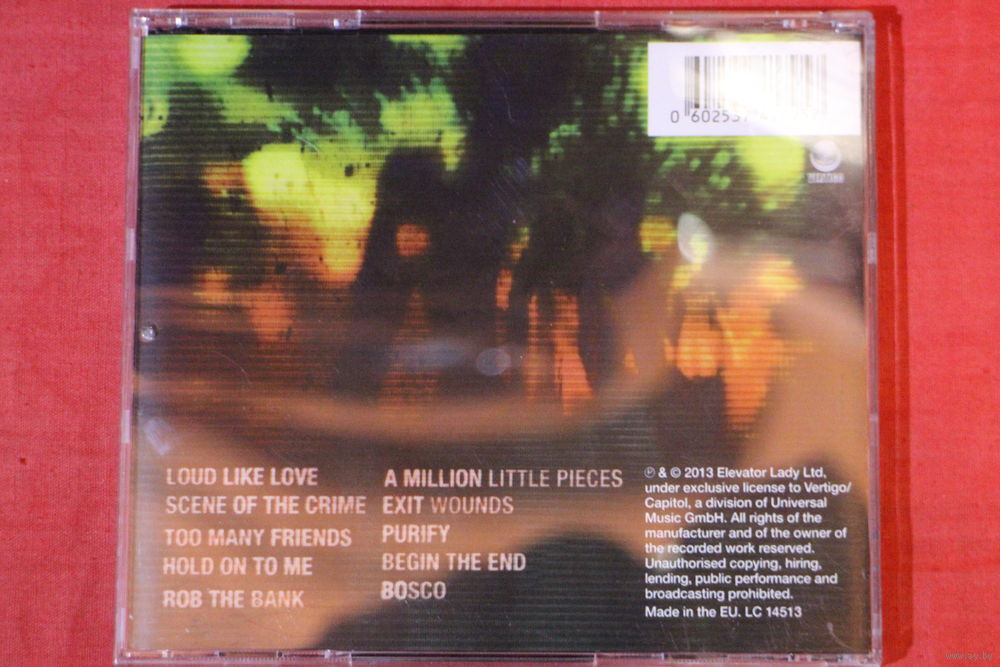 LOUD LIKE LOVE
SCENE OF THE CRIME
TOO MANY FRIENDS
HOLD ON TO ME
ROB THE BANK
A MILLION LITTLE PIECES
EXIT WOUNDS
PURIFY
BEGIN THE END
BOSCO
℗ & © 2013 Elevator Lady Ltd,
under exclusive license to Vertigo/
Capitol, a division of Universal
Music GmbH. All rights of the
manufacturer and of the owner of
the recorded work reserved.
Unauthorised copying, hiring,
lending, public performance and
broadcasting prohibited.
Made in the EU. LC 14513
www.ay.by